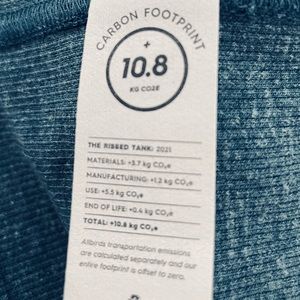 CARBON FOOTPRINT
+
10.8
KG CO2E
THE RIBBED TANK: 2021
MATERIALS: +3.7 kg CO₂e
MANUFACTURING: +1.2 kg CO₂e
USE: +5.5 kg CO₂e
END OF LIFE: +0.4 kg CO₂e
TOTAL: +10.8 kg CO₂e
Allbirds transportation emissions
are calculated separately and our
entire footprint is offset to zero.